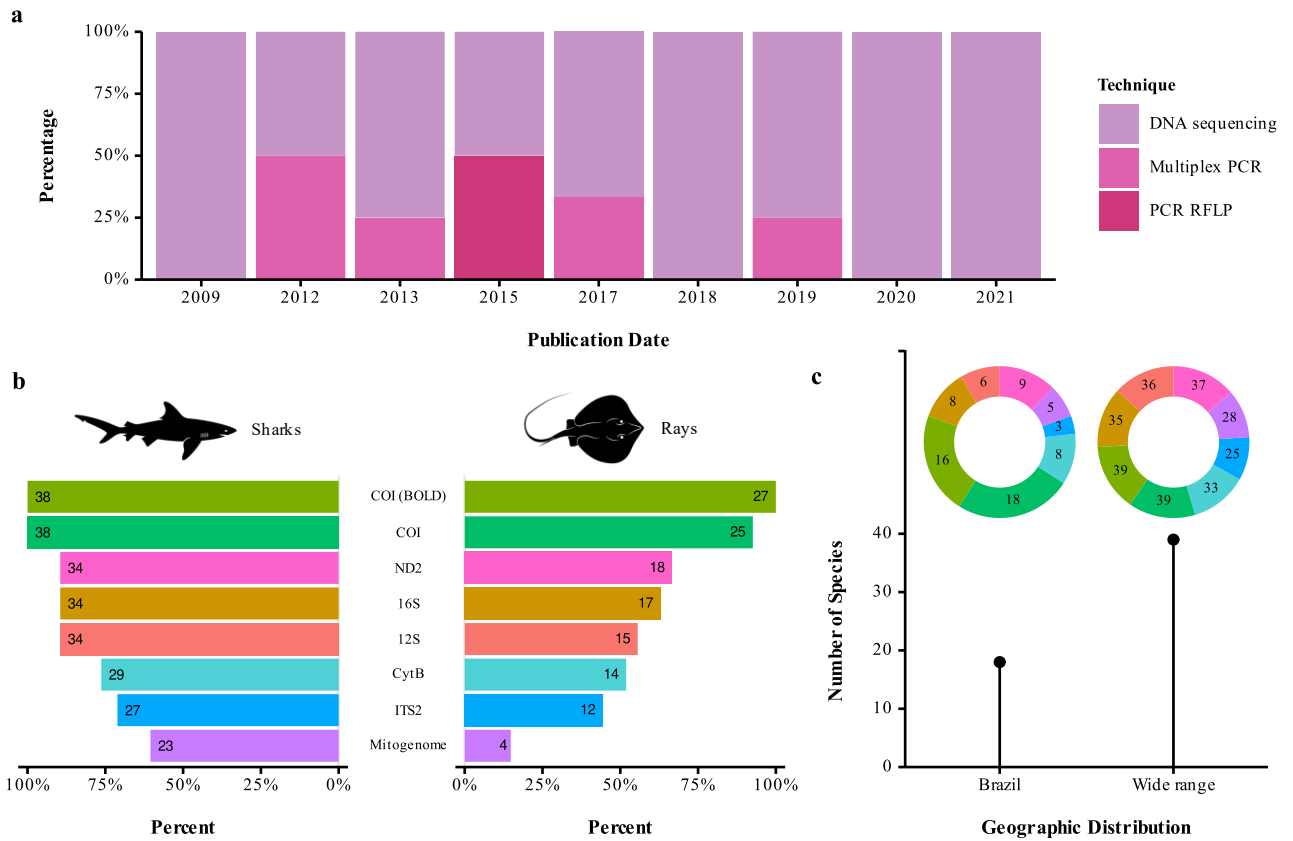 a
100%
75%
50%
25%
0%
Percentage
2009 2012 2013 2015 2017 2018 2019 2020 2021
Publication Date
Technique
DNA sequencing
Multiplex PCR
PCR RFLP
b
Sharks
Rays
38 COI (BOLD) 27
38 COI 25
34 ND2 18
34 16S 17
34 12S 15
29 CytB 14
27 ITS2 12
23 Mitogenome 4
100% 75% 50% 25% 0%
0% 25% 50% 75% 100%
Percent
Percent
c
9
5
3
8
18
16
8
6
37
28
25
33
39
39
35
36
40
30
20
10
0
Number of Species
Brazil Wide range
Geographic Distribution